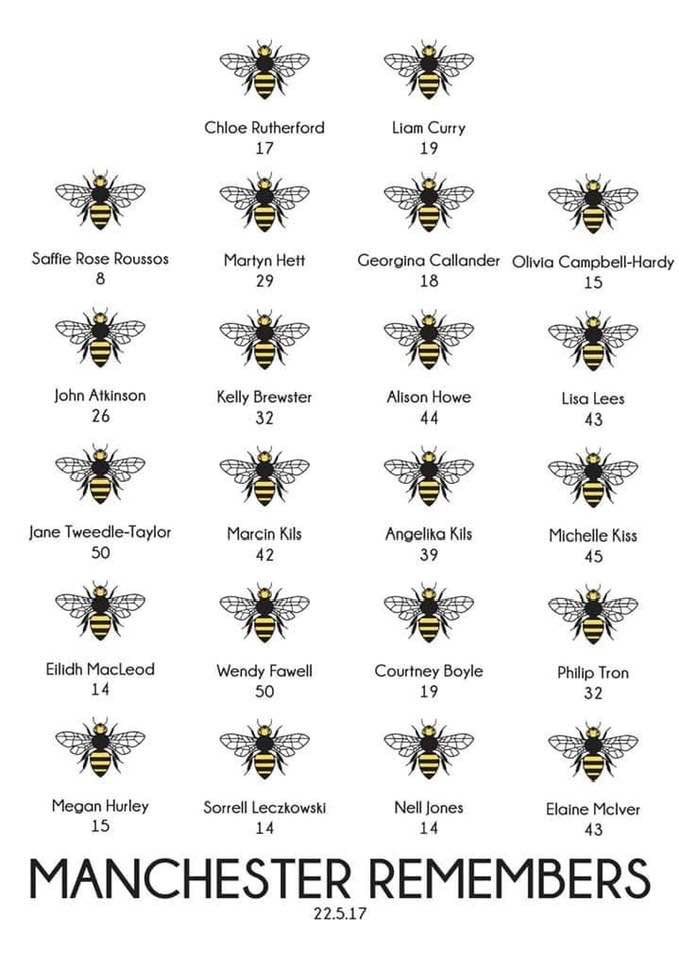 Chloe Rutherford
17
Liam Curry
19
Saffie Rose Roussos
8
Martyn Hett
29
Georgina Callander
18
Olivia Campbell-Hardy
15
John Atkinson
26
Kelly Brewster
32
Alison Howe
44
Lisa Lees
43
Jane Tweedle-Taylor
50
Marcin Kils
42
Angelika Kils
39
Michelle Kiss
45
Eilidh MacLeod
14
Wendy Fawell
50
Courtney Boyle
19
Philip Tron
32
Megan Hurley
15
Sorrell Leczkowski
14
Nell Jones
14
Elaine McIver
43
MANCHESTER REMEMBERS
22.5.17